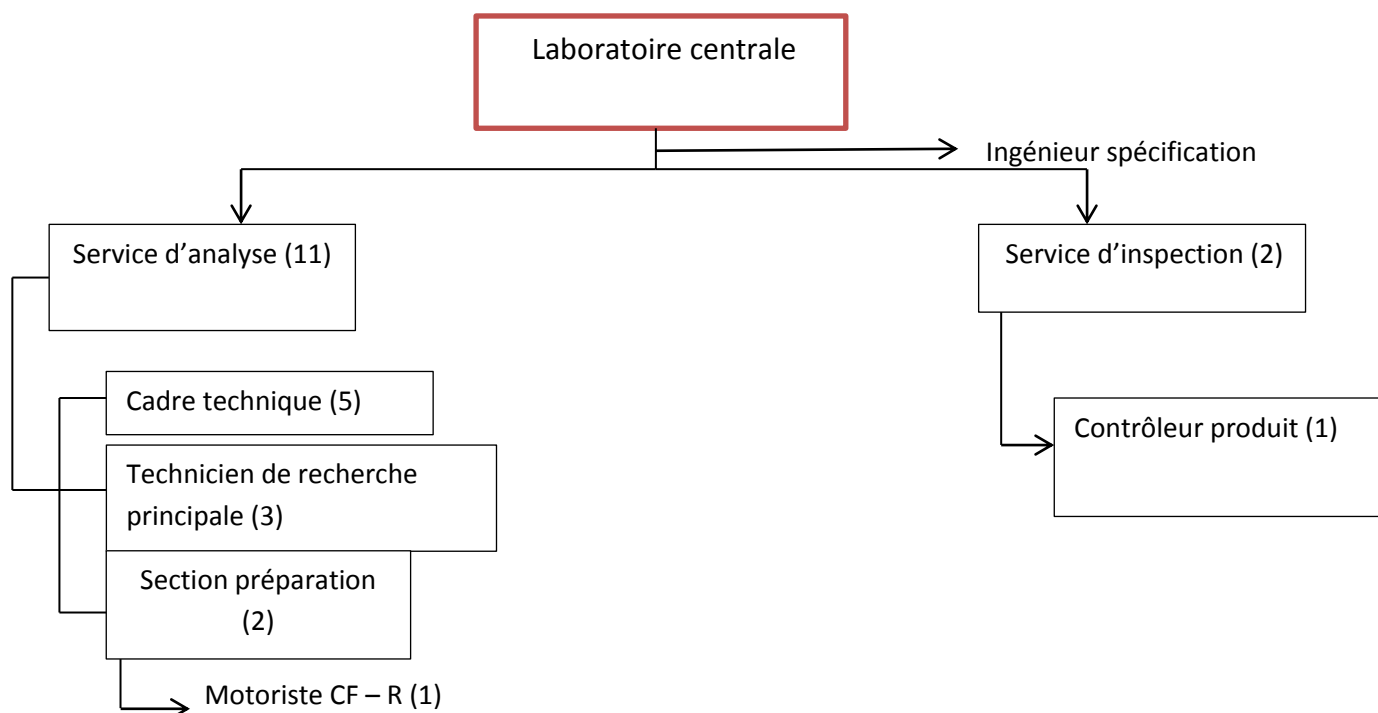 Laboratoire centrale
Ingénieur spécification
Service d’analyse (11)
Service d’inspection (2)
Cadre technique (5)
Contrôleur produit (1)
Technicien de recherche
principale (3)
Section préparation
(2)
Motoriste CF – R (1)